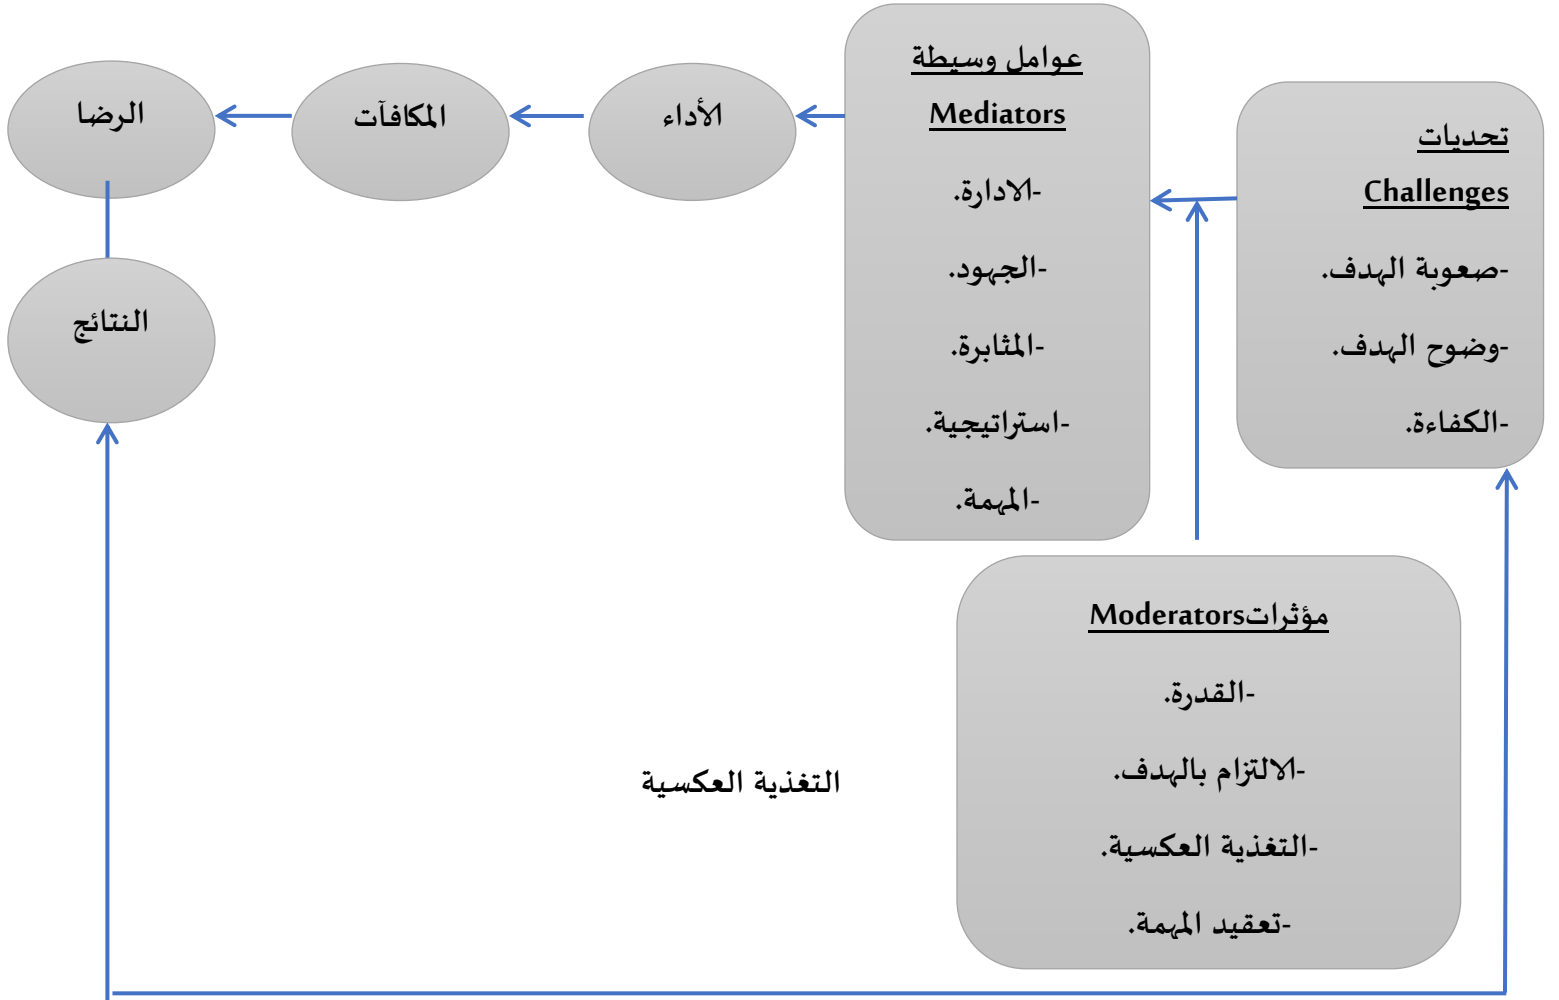 تحديات
Challenges
-صعوبة الهدف.
-وضوح الهدف.
-الكفاءة.
عوامل وسيطة
Mediators
-الادارة.
-الجهود.
-المثابرة.
-استراتيجية.
-المهمة.
الأداء
المكافآت
الرضا
النتائج
مؤثراتModerators
-القدرة.
-الالتزام بالهدف.
-التغذية العكسية.
-تعقيد المهمة.
التغذية العكسية